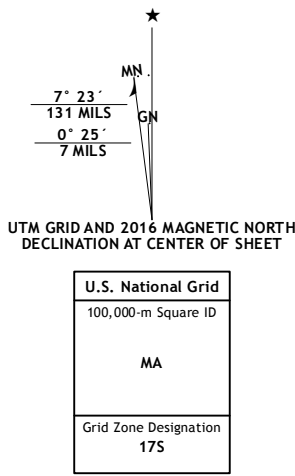 ★
MN
7° 23´
131 MILS
GN
0° 25´
7 MILS
UTM GRID AND 2016 MAGNETIC NORTH
DECLINATION AT CENTER OF SHEET
U.S. National Grid
100,000-m Square ID
MA
Grid Zone Designation
17S